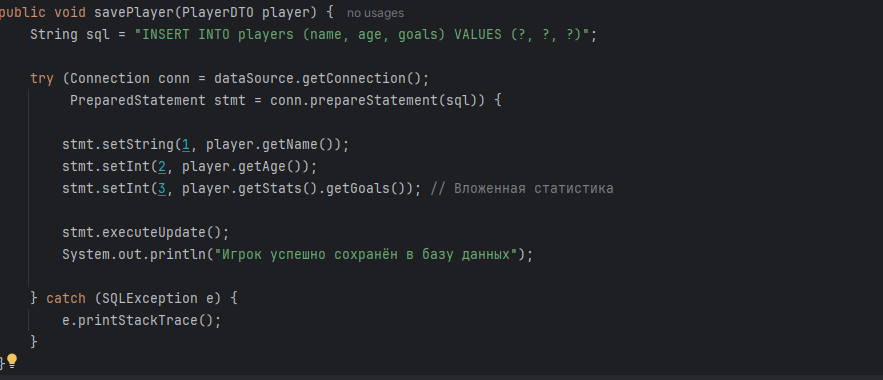 public void savePlayer(PlayerDTO player) { no usages
String sql = "INSERT INTO players (name, age, goals) VALUES (?, ?, ?)";
try (Connection conn = dataSource.getConnection();
PreparedStatement stmt = conn.prepareStatement(sql)) {
stmt.setString(1, player.getName());
stmt.setInt(2, player.getAge());
stmt.setInt(3, player.getStats().getGoals()); // Вложенная статистика
stmt.executeUpdate();
System.out.println("Игрок успешно сохранён в базу данных");
} catch (SQLException e) {
e.printStackTrace();
}
}